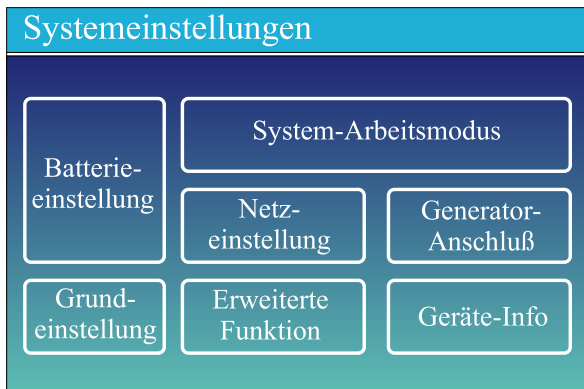 Systemeinstellungen
Batterie-
einstellung
System-Arbeitsmodus
Netz-
einstellung
Generator-
Anschluß
Grund-
einstellung
Erweiterte
Funktion
Geräte-Info